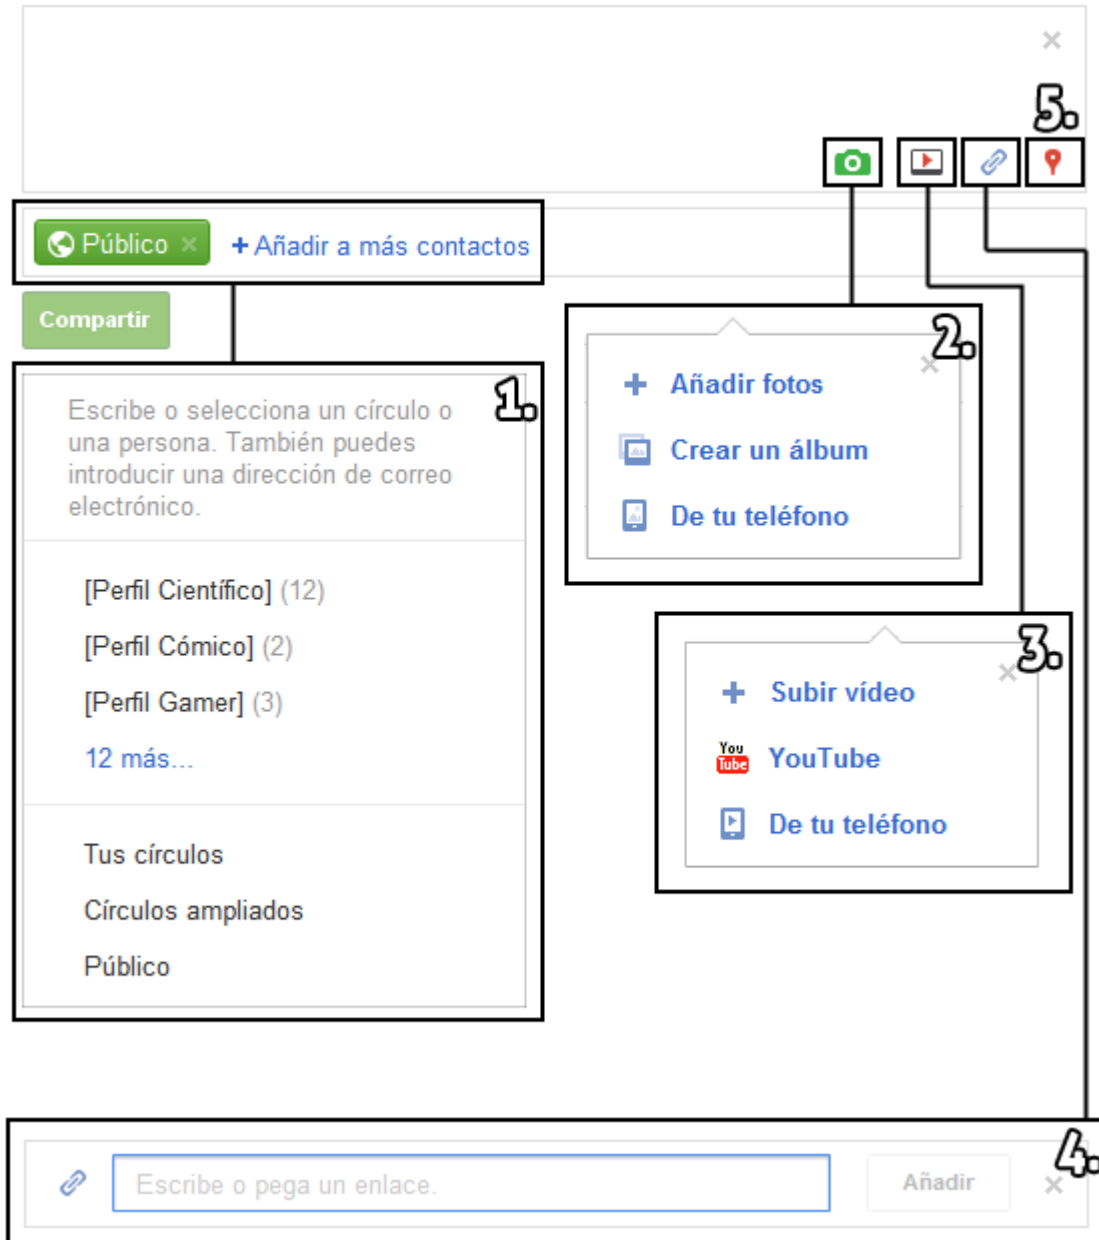 5.
Público
+ Añadir a más contactos
Compartir
1.
Escribe o selecciona un círculo o
una persona. También puedes
introducir una dirección de correo
electrónico.
[Perfil Científico] (12)
[Perfil Cómico] (2)
[Perfil Gamer] (3)
12 más...
Tus círculos
Círculos ampliados
Público
2.
Añadir fotos
Crear un álbum
De tu teléfono
3.
Subir vídeo
You
Tube
YouTube
De tu teléfono
4.
Escribe o pega un enlace.
Añadir